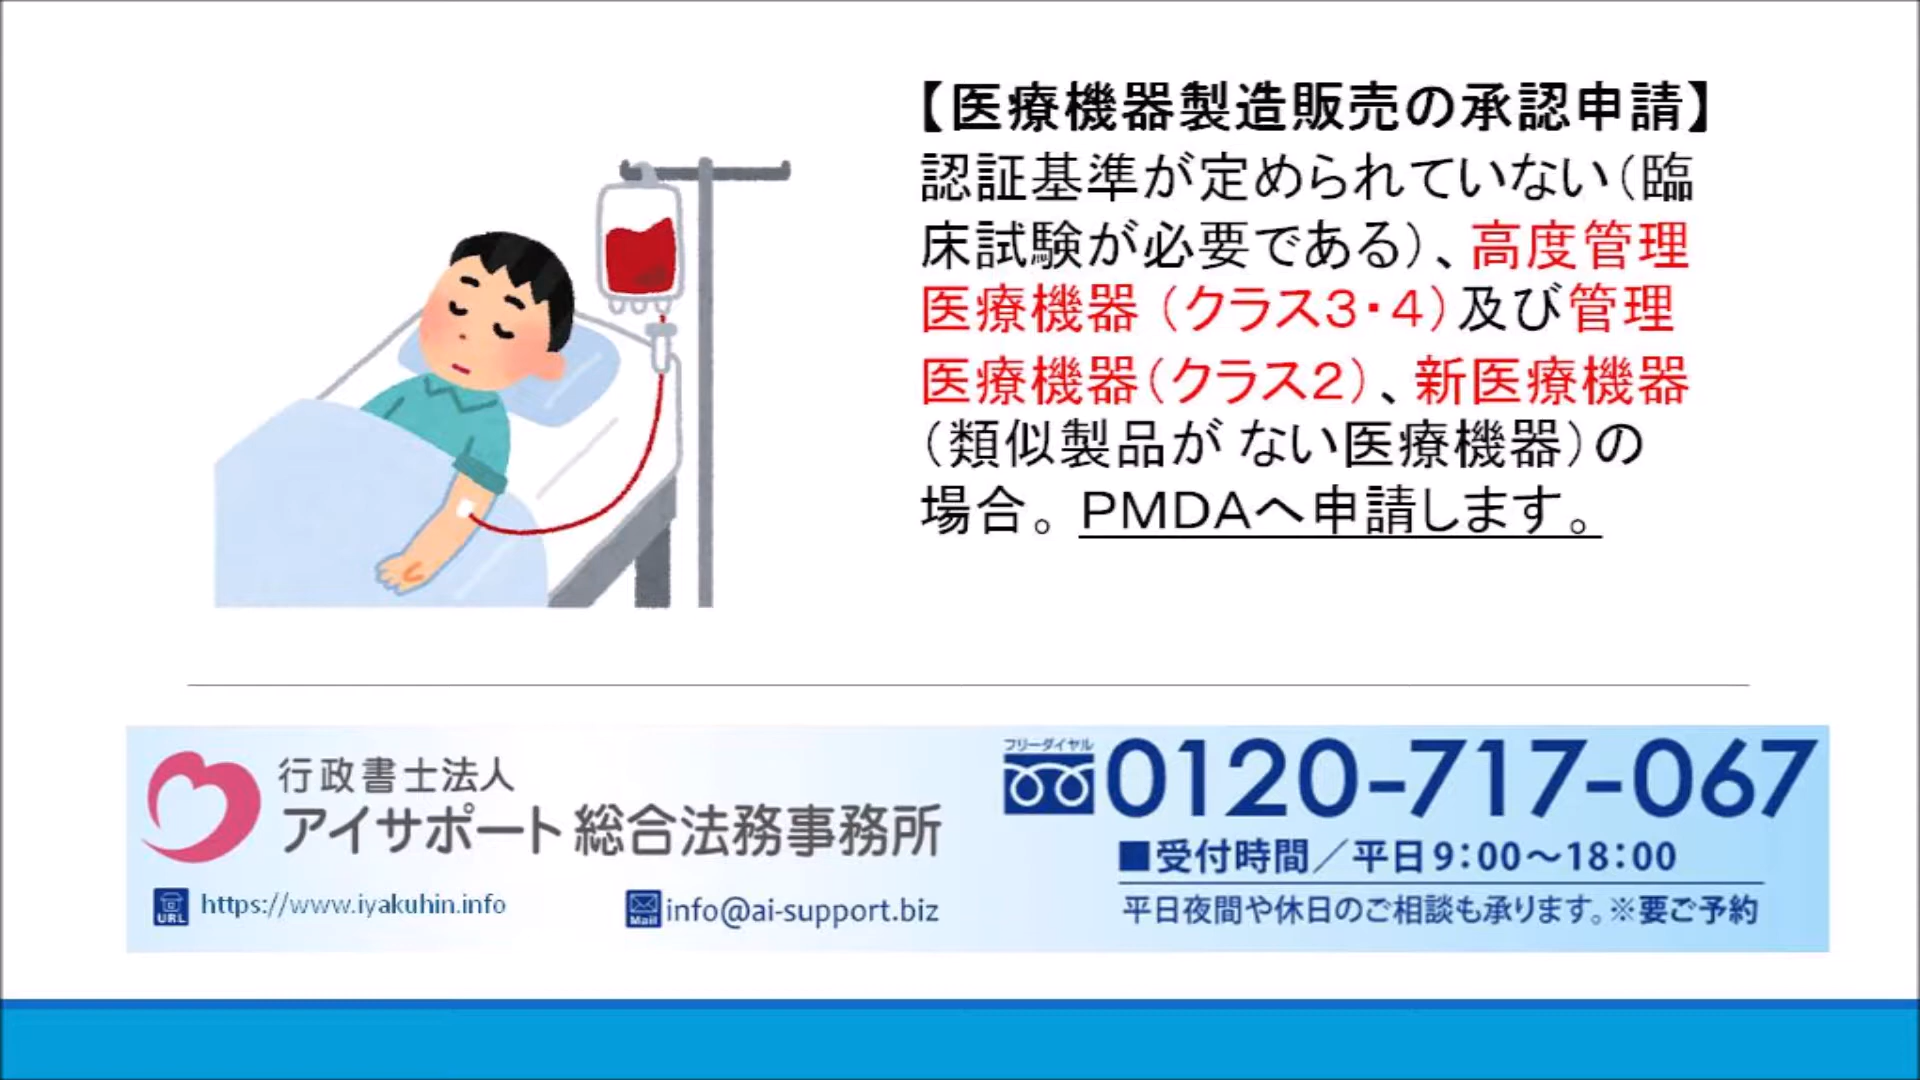 【医療機器製造販売の承認申請】
認証基準が定められていない（臨
床試験が必要である）、高度管理
医療機器（クラス３・４）及び管理
医療機器（クラス２）、新医療機器
（類似製品が ない医療機器）の
場合。PMDAへ申請します。
行政書士法人
アイサポート総合法務事務所
URL https://www.iyakuhin.info
Mail info@ai-support.biz
フリーダイヤル
0120-717-067
■受付時間／平日9：00〜18：00
平日夜間や休日のご相談も承ります。※要ご予約